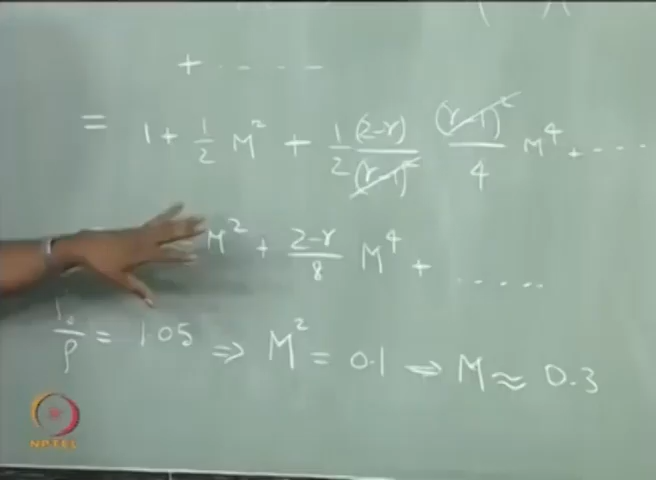 + - - - - -
= 1 + 1/2 M² + 1/2 (2-γ)/(γ-1)² (γ-1)²/4 M⁴ + - - - -
M² + 2-γ/8 M⁴ + ......
ρ = 1.05 ⇒ M² = 0.1 ⇒ M ≈ 0.3
NPTEL